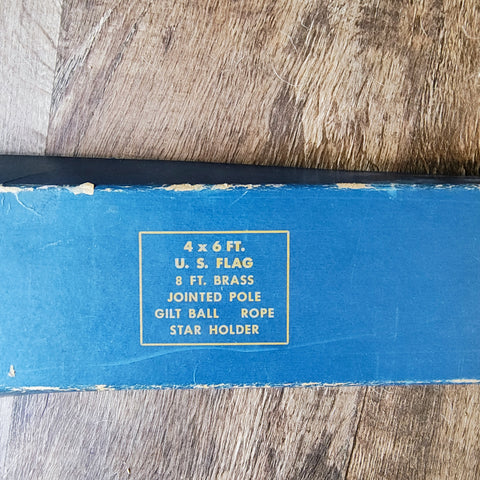 4 x 6 FT.
U. S. FLAG
8 FT. BRASS
JOINTED POLE
GILT BALL ROPE
STAR HOLDER